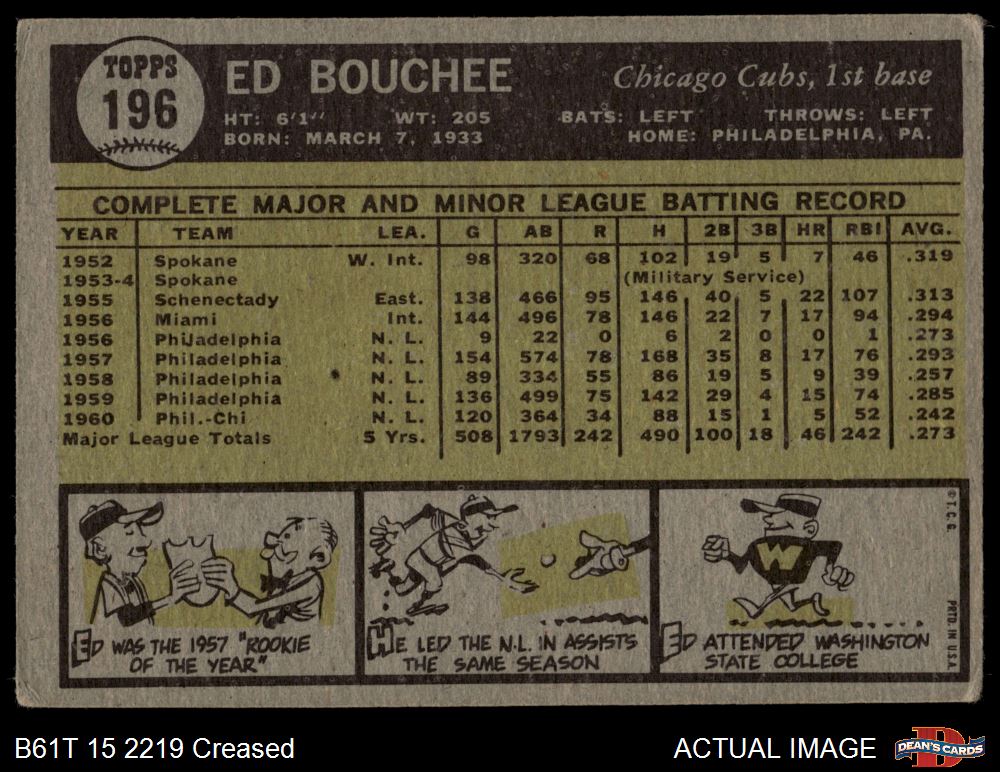 TOPPS
196
ED BOUCHEE
Chicago Cubs, 1st base
HT: 6'1" WT: 205 BATS: LEFT THROWS: LEFT
BORN: MARCH 7, 1933 HOME: PHILADELPHIA, PA.
COMPLETE MAJOR AND MINOR LEAGUE BATTING RECORD
YEAR TEAM LEA. G AB R H 2B 3B HR RBI AVG.
1952 Spokane W. Int. 98 320 68 102 19 5 7 46 .319
1953-4 Spokane (Military Service)
1955 Schenectady East. 138 466 95 146 40 5 22 107 .313
1956 Miami Int. 144 496 78 146 22 7 17 94 .294
1956 Philadelphia N. L. 9 22 0 6 2 0 0 1 .273
1957 Philadelphia N. L. 154 574 78 168 35 8 17 76 .293
1958 Philadelphia N. L. 89 334 55 86 19 5 9 39 .257
1959 Philadelphia N. L. 136 499 75 142 29 4 15 74 .285
1960 Phil.-Chi N. L. 120 364 34 88 15 1 5 52 .242
Major League Totals 5 Yrs. 508 1793 242 490 100 18 46 242 .273
ED WAS THE 1957 "ROOKIE
OF THE YEAR"
HE LED THE N.L. IN ASSISTS
THE SAME SEASON
W
ED ATTENDED WASHINGTON
STATE COLLEGE
© T. C. G.
PRTD. IN U.S.A.
B61T 15 2219 Creased
ACTUAL IMAGE
DEAN'S CARDS